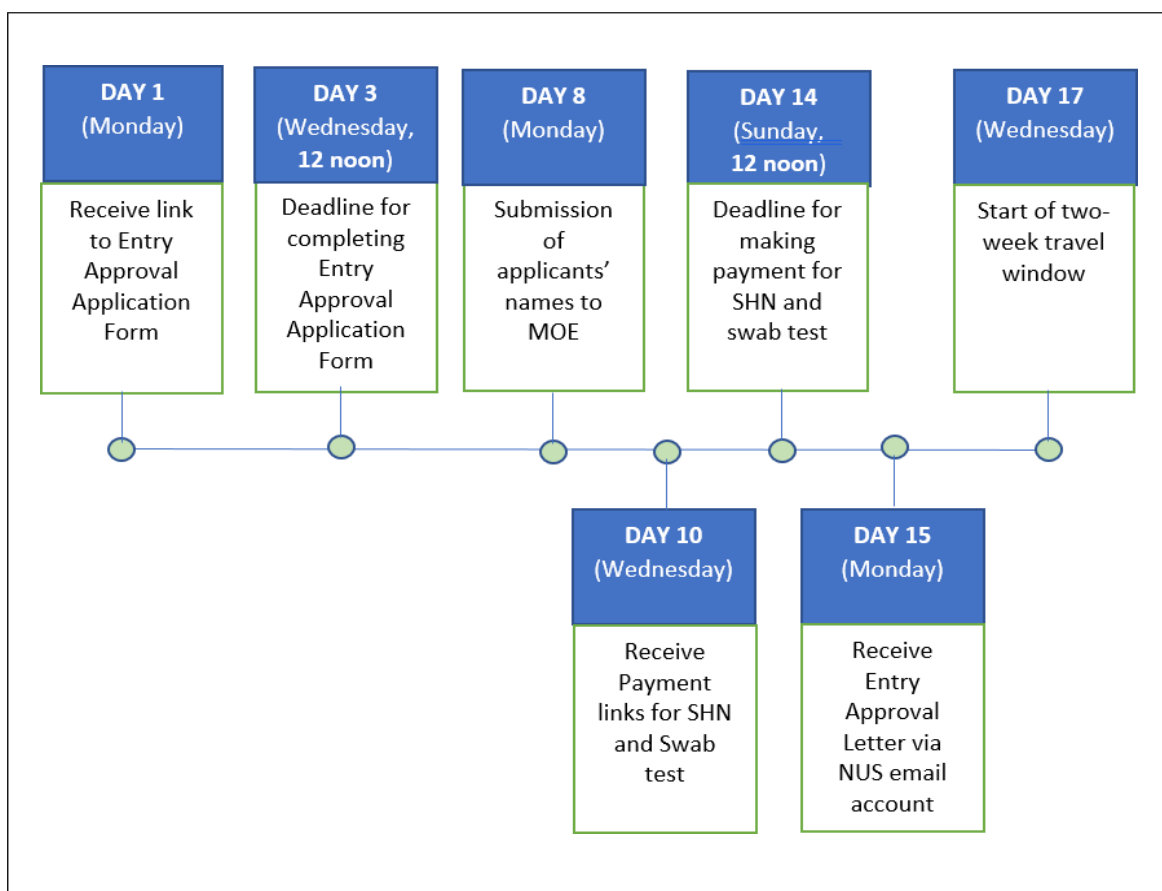 DAY 1
(Monday)
Receive link
to Entry
Approval
Application
Form
DAY 3
(Wednesday,
12 noon)
Deadline for
completing
Entry
Approval
Application
Form
DAY 8
(Monday)
Submission
of
applicants’
names to
MOE
DAY 14
(Sunday,
12 noon)
Deadline for
making
payment for
SHN and
swab test
DAY 17
(Wednesday)
Start of two-
week travel
window
DAY 10
(Wednesday)
Receive
Payment
links for SHN
and Swab
test
DAY 15
(Monday)
Receive
Entry
Approval
Letter via
NUS email
account